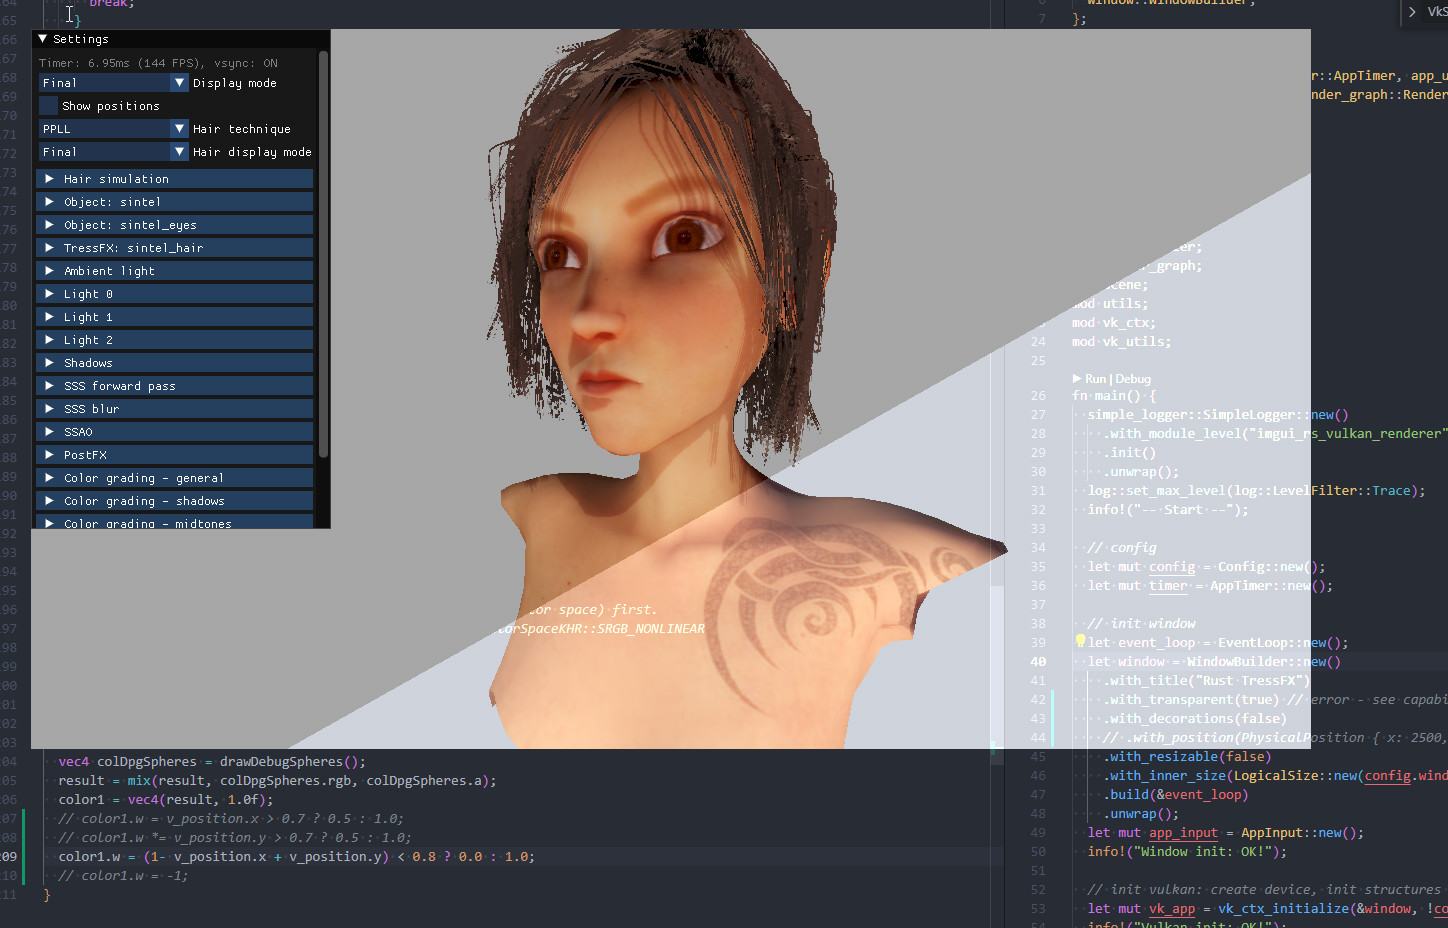 64
break;
65
}
66
67
68
69
70
71
72
73
74
75
76
77
78
79
80
81
82
83
84
85
86
87
88
89
90
91
92
93
94
95
96
97
98
99
00
01
02
03
Settings
Timer: 6.95ms (144 FPS), vsync: ON
Final Display mode
Show positions
PPLL Hair technique
Final Hair display mode
Hair simulation
Object: sintel
Object: sintel_eyes
TressFX: sintel_hair
Ambient light
Light 0
Light 1
Light 2
Shadows
SSS forward pass
SSS blur
SSAO
PostFX
Color grading - general
Color grading - shadows
Color grading - midtones
tor space) first.
torSpaceKHR::SRGB_NONLINEAR
04 vec4 colDpgSpheres = drawDebugSpheres();
05 result = mix(result, colDpgSpheres.rgb, colDpgSpheres.a);
06 color1 = vec4(result, 1.0f);
07 // color1.w = v_position.x > 0.7 ? 0.5 : 1.0;
08 // color1.w *= v_position.y > 0.7 ? 0.5 : 1.0;
209 color1.w = (1- v_position.x + v_position.y) < 0.8 ? 0.0 : 1.0;
10 // color1.w = -1;
11 }
6 window::WindowBuilder,
7 };
VkS
r::AppTimer, app_u
nder_graph::Render
er;
r_graph;
scene;
mod utils;
mod vk_ctx;
24 mod vk_utils;
25
Run | Debug
26 fn main() {
27 simple_logger::SimpleLogger::new()
28 .with_module_level("imgui_rs_vulkan_renderer"
29 .init()
30 .unwrap();
31 log::set_max_level(log::LevelFilter::Trace);
32 info!("-- Start --");
33
34 // config
35 let mut config = Config::new();
36 let mut timer = AppTimer::new();
37
38 // init window
39 let event_loop = EventLoop::new();
40 let window = WindowBuilder::new()
41 .with_title("Rust TressFX")
42 .with_transparent(true) // error - see capabi
43 .with_decorations(false)
44 // .with_position(PhysicalPosition { x: 2500,
45 .with_resizable(false)
46 .with_inner_size(LogicalSize::new(config.wind
47 .build(&event_loop)
48 .unwrap();
49 let mut app_input = AppInput::new();
50 info!("Window init: OK!");
51
52 // init vulkan: create device, init structures
53 let mut vk_app = vk_ctx_initialize(&window, !co
54 info!("Vulkan init: OK!");